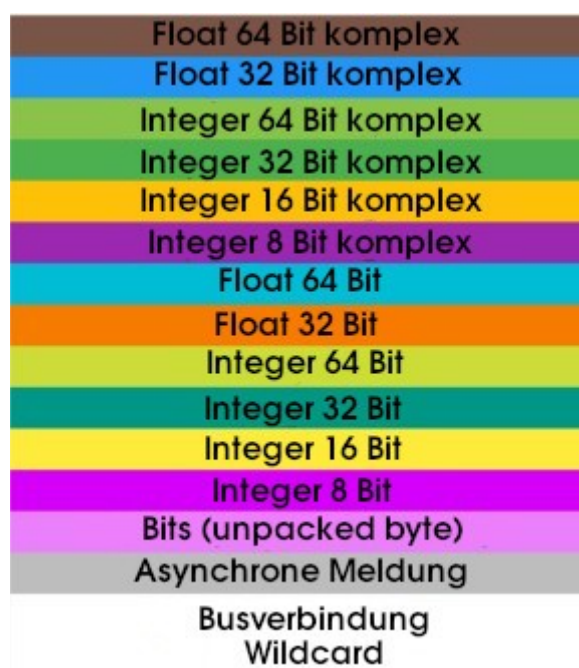 Float 64 Bit komplex
Float 32 Bit komplex
Integer 64 Bit komplex
Integer 32 Bit komplex
Integer 16 Bit komplex
Integer 8 Bit komplex
Float 64 Bit
Float 32 Bit
Integer 64 Bit
Integer 32 Bit
Integer 16 Bit
Integer 8 Bit
Bits (unpacked byte)
Asynchrone Meldung
Busverbindung
Wildcard